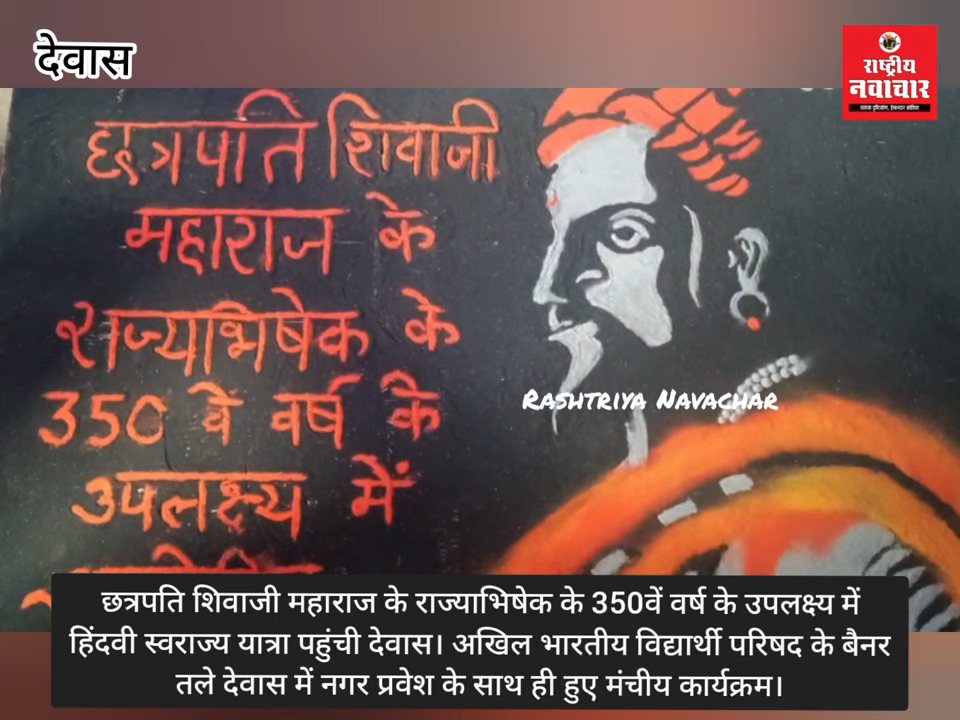 देवास
राष्ट्रीय
नवाचार
छत्रपति शिवाजी
महाराज के
राज्याभिषेक के
350 वे वर्ष के
उपलक्ष्य में
RASHTRIYA NAVACHAR
छत्रपति शिवाजी महाराज के राज्याभिषेक के 350वें वर्ष के उपलक्ष्य में
हिंदवी स्वराज्य यात्रा पहुंची देवास। अखिल भारतीय विद्यार्थी परिषद के बैनर
तले देवास में नगर प्रवेश के साथ ही हुए मंचीय कार्यक्रम।